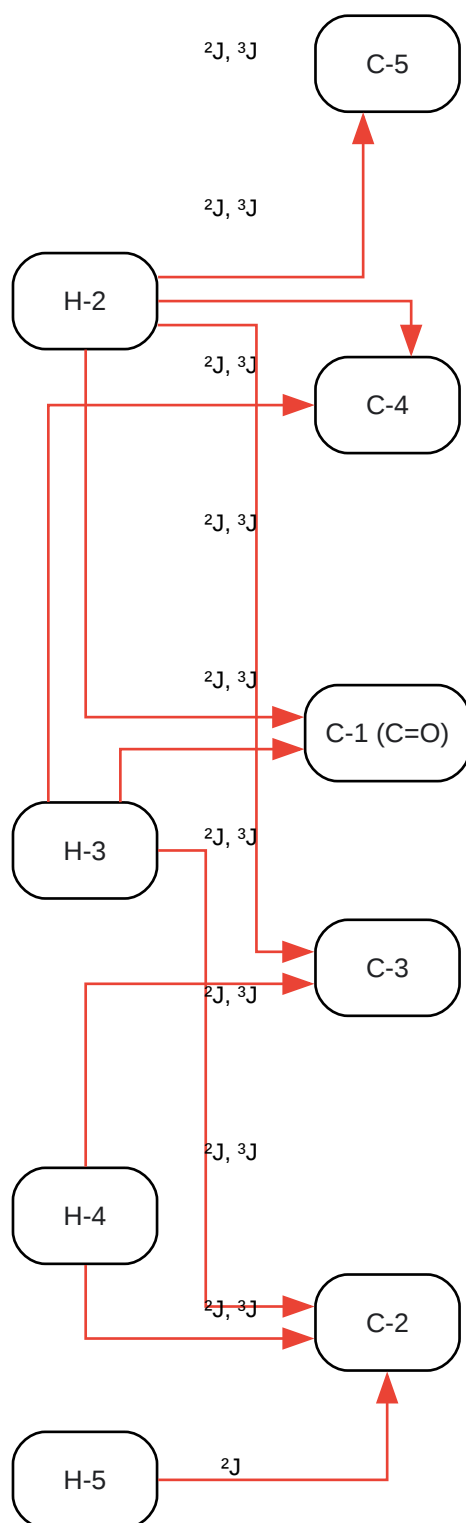 ²J, ³J
C-5
²J, ³J
H-2
²J, ³J
C-4
²J, ³J
²J, ³J
C-1 (C=O)
²J, ³J
H-3
C-3
²J, ³J
²J, ³J
H-4
²J, ³J
C-2
²J
H-5